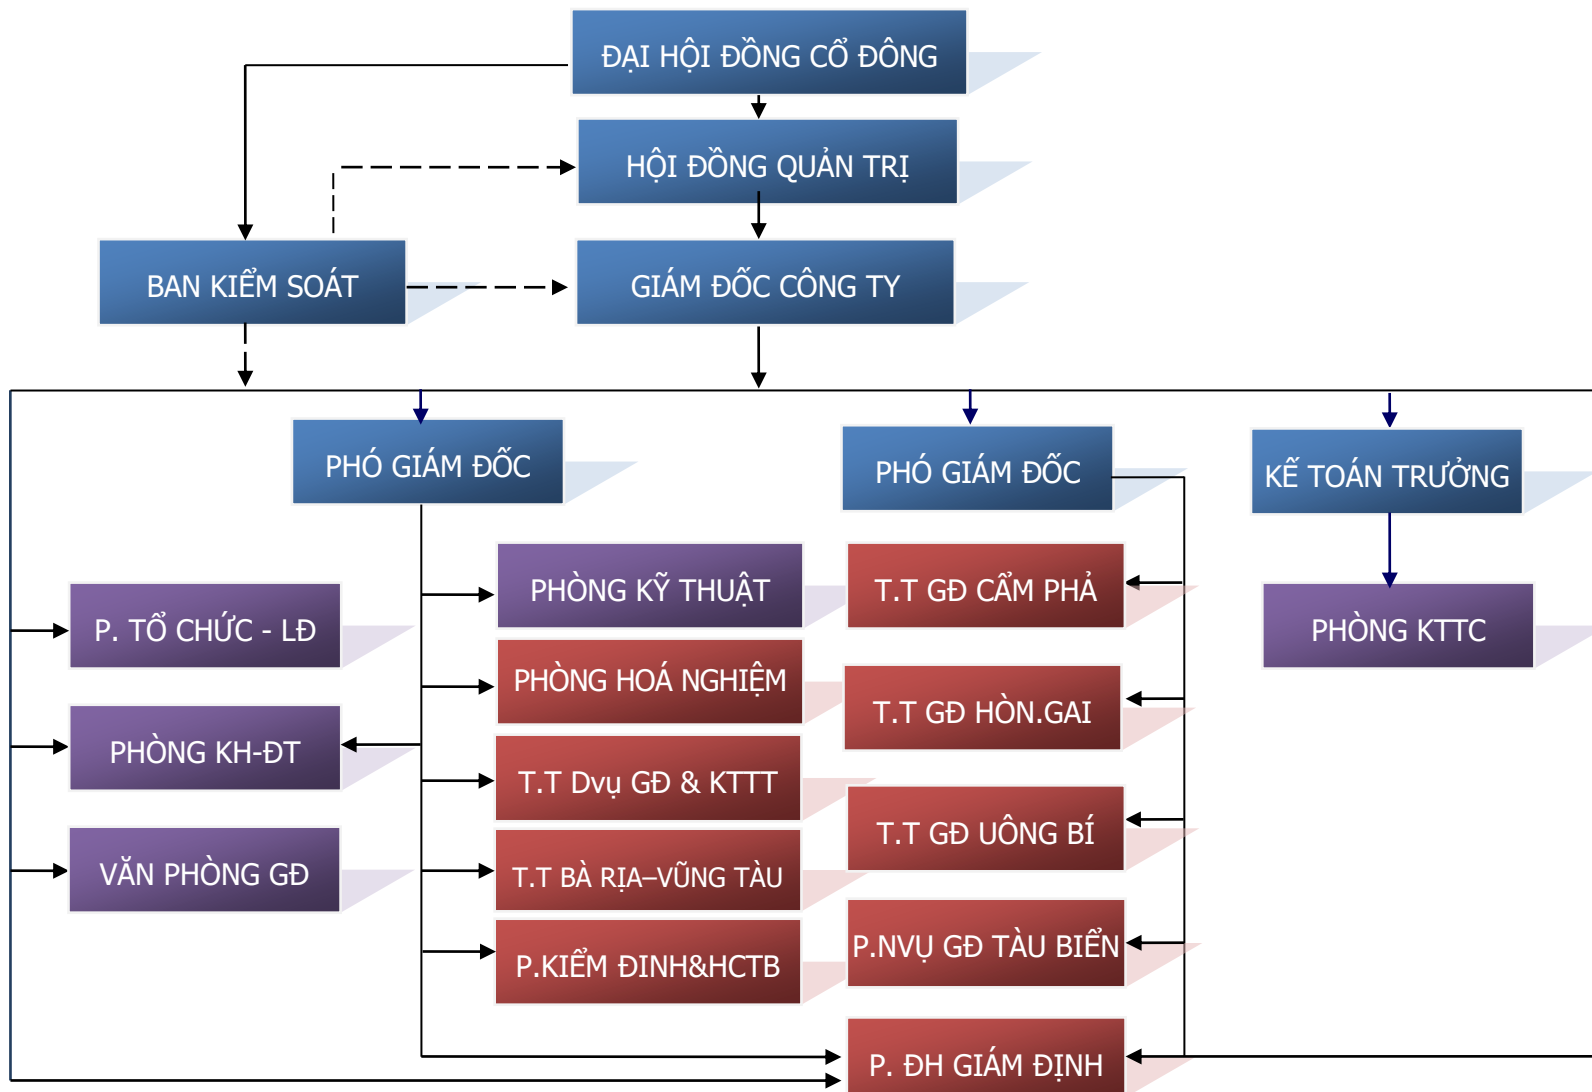 ĐẠI HỘI ĐỒNG CỔ ĐÔNG
HỘI ĐỒNG QUẢN TRỊ
BAN KIỂM SOÁT
GIÁM ĐỐC CÔNG TY
PHÓ GIÁM ĐỐC
PHÓ GIÁM ĐỐC
KẾ TOÁN TRƯỞNG
P. TỔ CHỨC - LĐ
PHÒNG KH-ĐT
VĂN PHÒNG GĐ
PHÒNG KỸ THUẬT
PHÒNG HOÁ NGHIỆM
T.T Dvụ GĐ & KTTT
T.T BÀ RỊA–VŨNG TÀU
P.KIỂM ĐINH&HCTB
T.T GĐ CẨM PHẢ
T.T GĐ HÒN.GAI
T.T GĐ UÔNG BÍ
P.NVỤ GĐ TÀU BIỂN
P. ĐH GIÁM ĐỊNH
PHÒNG KTTC